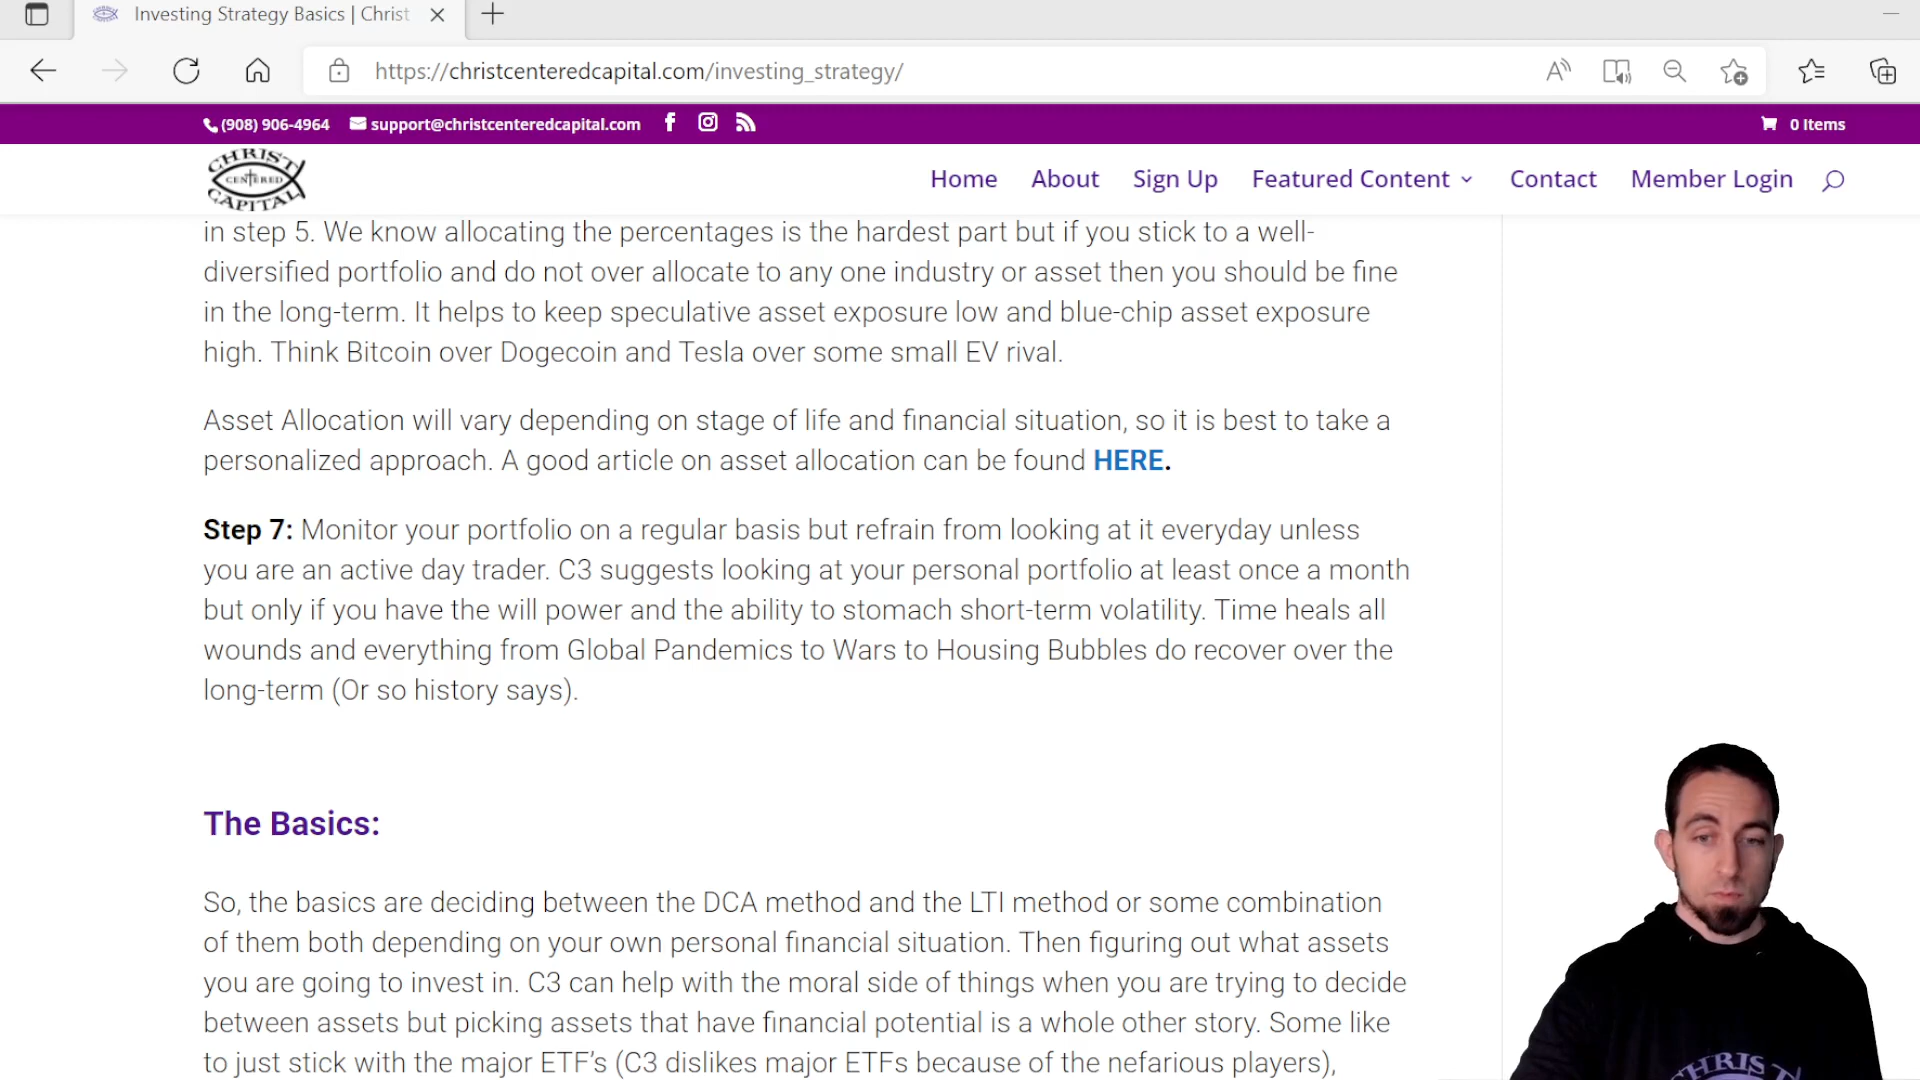 Investing Strategy Basics | Christ
https://christcenteredcapital.com/investing_strategy/
(908) 906-4964 support@christcenteredcapital.com 0 Items
CHRIST
CENTERED
CAPITAL
Home About Sign Up Featured Content Contact Member Login
in step 5. We know allocating the percentages is the hardest part but if you stick to a well-
diversified portfolio and do not over allocate to any one industry or asset then you should be fine
in the long-term. It helps to keep speculative asset exposure low and blue-chip asset exposure
high. Think Bitcoin over Dogecoin and Tesla over some small EV rival.
Asset Allocation will vary depending on stage of life and financial situation, so it is best to take a
personalized approach. A good article on asset allocation can be found HERE.
Step 7: Monitor your portfolio on a regular basis but refrain from looking at it everyday unless
you are an active day trader. C3 suggests looking at your personal portfolio at least once a month
but only if you have the will power and the ability to stomach short-term volatility. Time heals all
wounds and everything from Global Pandemics to Wars to Housing Bubbles do recover over the
long-term (Or so history says).
The Basics:
So, the basics are deciding between the DCA method and the LTI method or some combination
of them both depending on your own personal financial situation. Then figuring out what assets
you are going to invest in. C3 can help with the moral side of things when you are trying to decide
between assets but picking assets that have financial potential is a whole other story. Some like
to just stick with the major ETF's (C3 dislikes major ETFs because of the nefarious players),
CHRIST